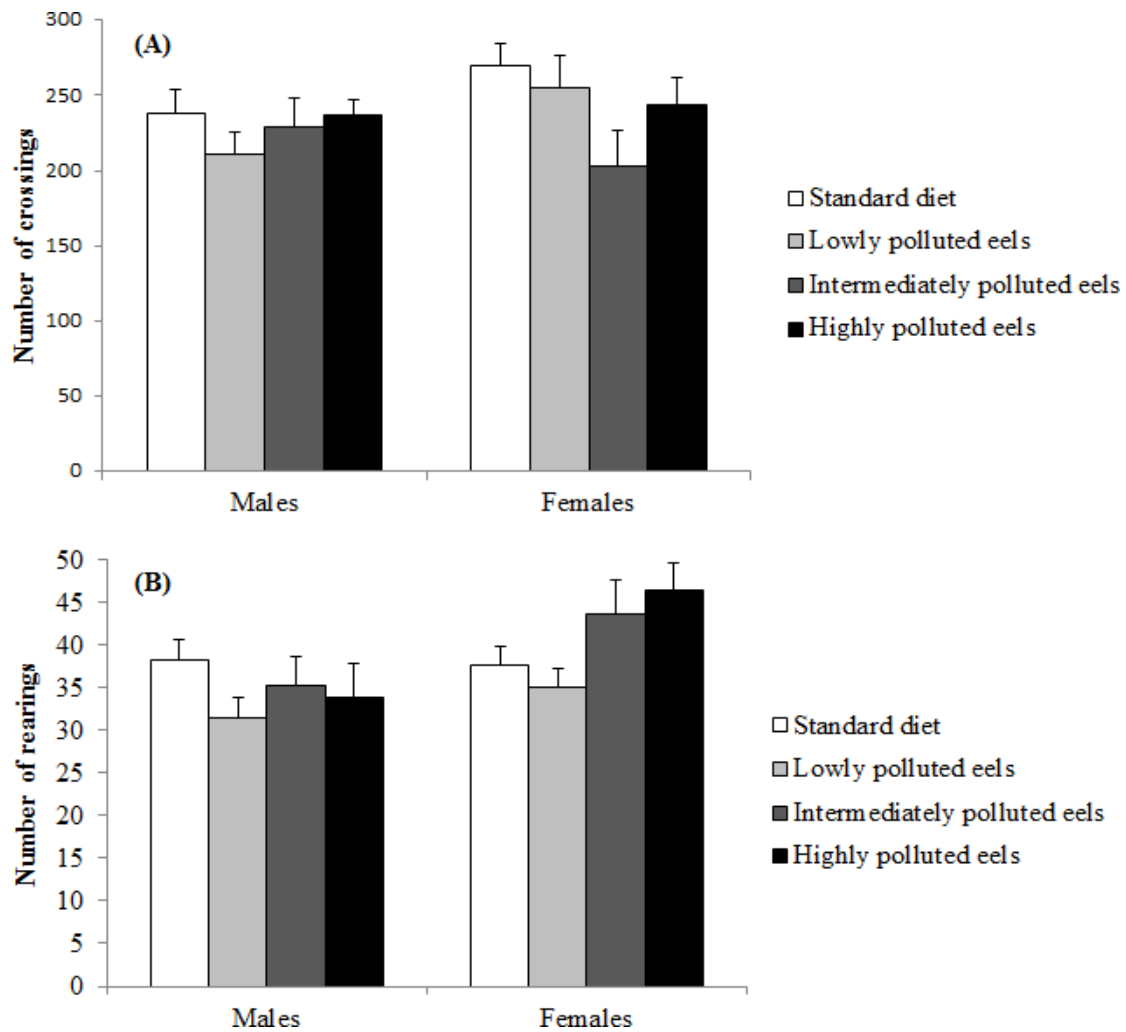 (A)
Number of crossings
300
250
200
150
100
50
0
Males Females
Standard diet
Lowly polluted eels
Intermediately polluted eels
Highly polluted eels
(B)
Number of rearings
50
45
40
35
30
25
20
15
10
5
0
Males Females
Standard diet
Lowly polluted eels
Intermediately polluted eels
Highly polluted eels